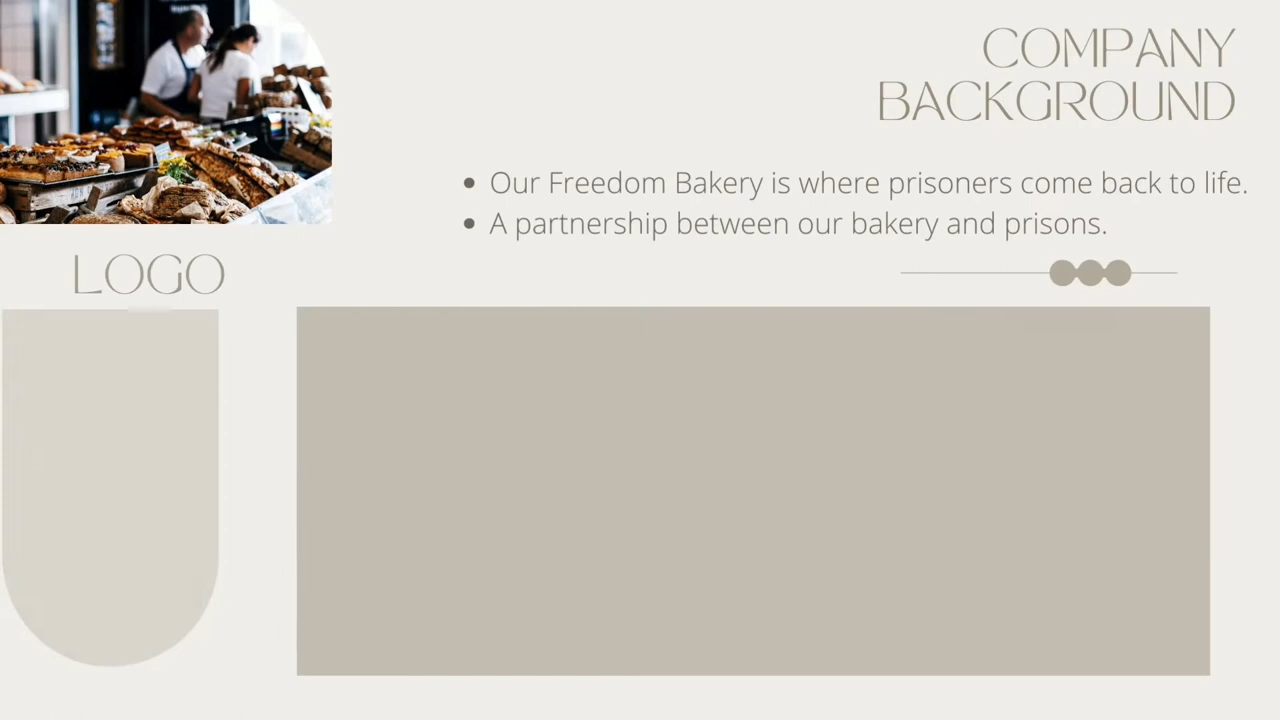 COMPANY
BACKGROUND
• Our Freedom Bakery is where prisoners come back to life.
• A partnership between our bakery and prisons.
LOGO